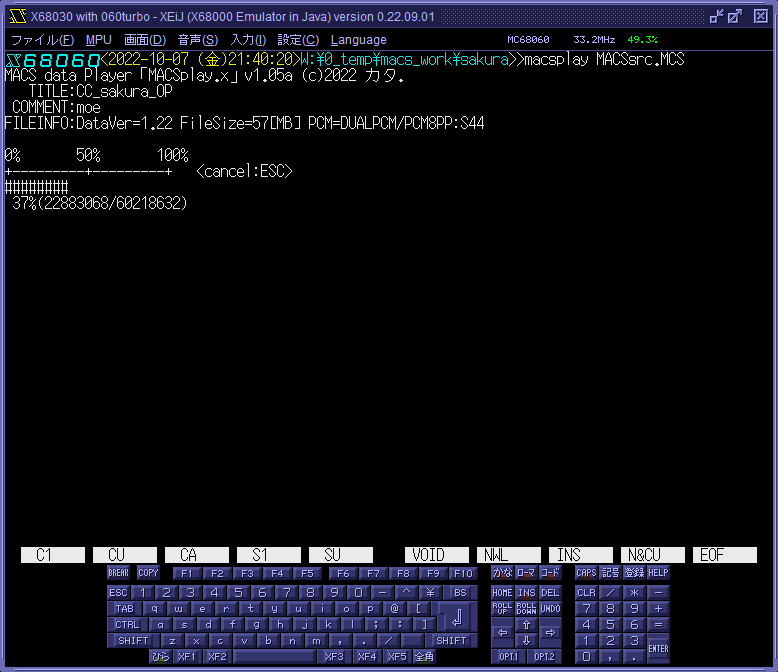 X68030 with 060turbo - XEiJ (X68000 Emulator in Java) version 0.22.09.01
ファイル(F) MPU 画面(D) 音声(S) 入力(I) 設定(C) Language MC68060 33.2MHz 49.3%
X68060<2022-10-07 (金)21:40:20>W:¥0_temp¥macs_work¥sakura>>macsplay MACSsrc.MCS
MACS data Player「MACSplay.x」v1.05a (c)2022 カタ.
TITLE:CC_sakura_OP
COMMENT:moe
FILEINFO:DataVer=1.22 FileSize=57[MB] PCM=DUALPCM/PCM8PP:S44
0% 50% 100%
+---------+---------+ <cancel:ESC>
########
37%(22883068/60218632)
C1 CU CA S1 SU VOID NWL INS N&CU EOF
BREAK COPY F1 F2 F3 F4 F5 F6 F7 F8 F9 F10 かな ローマ コード CAPS 記号 登録 HELP
ESC 1 2 3 4 5 6 7 8 9 0 - ^ ¥ BS HOME INS DEL CLR / * -
TAB q w e r t y u i o p @ [ ROLL UP ROLL DOWN UNDO 7 8 9 +
CTRL a s d f g h j k l ; : ] ← ↑ → 4 5 6 =
SHIFT z x c v b n m , . / SHIFT ↓ 1 2 3 ENTER
ひら XF1 XF2 XF3 XF4 XF5 全角 OPT.1 OPT.2 0 , .